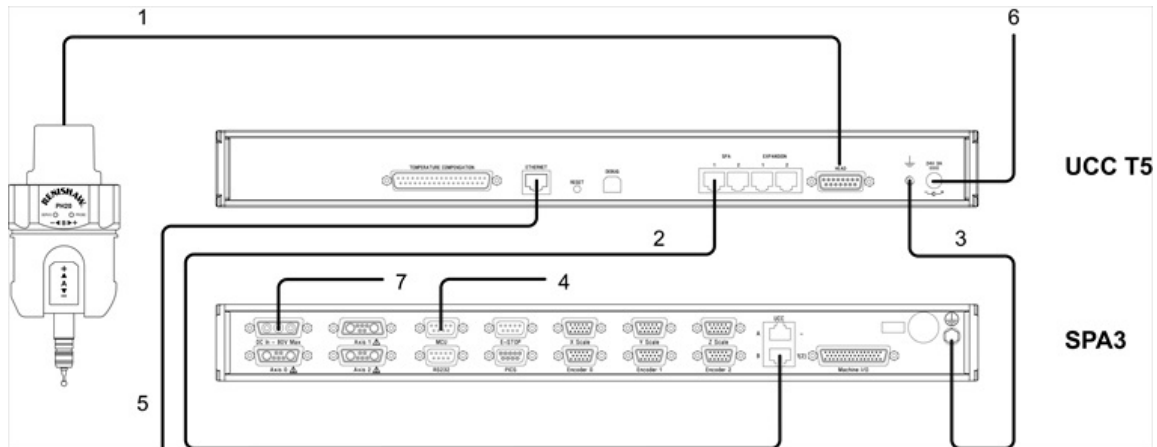 1
6
TEMPERATURE COMPENSATION
ETHERNET
RESET
DEBUG
SPA
EXPANSION
1 2 1 2
HEAD
UCC T5
RENISHAW
PH20
2
3
7
4
DC In - 80V Max
Axis 1
MCU
E-STOP
X Scale
Y Scale
Z Scale
UCC
A
B
SPA3
Axis 0
Axis 2
RS232
PICS
Encoder 0
Encoder 1
Encoder 2
Machine I/O
5